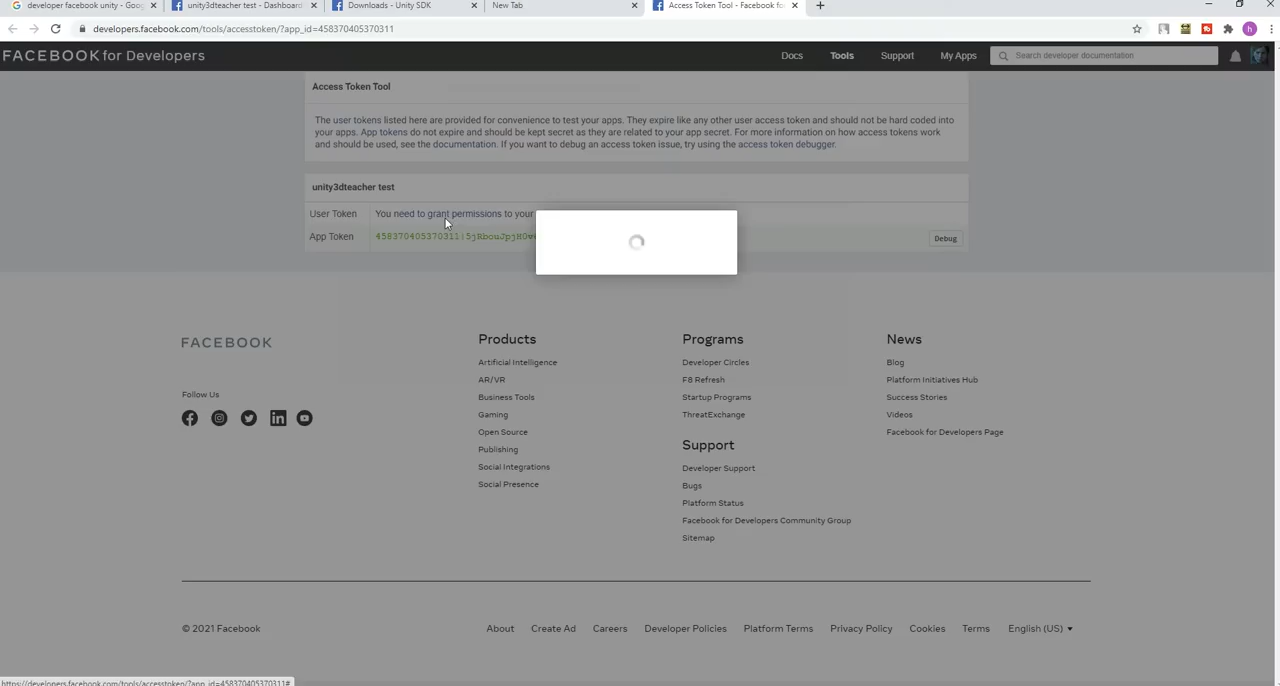 developer facebook unity - Goo
unity3dteacher test - Dashboard
Downloads - Unity SDK
New Tab
Access Token Tool - Facebook fo
developers.facebook.com/tools/accesstoken/?app_id=458370405370311
FACEBOOK for Developers
Docs
Tools
Support
My Apps
Search developer documentation
Access Token Tool
The user tokens listed here are provided for convenience to test your apps. They expire like any other user access token and should not be hard coded into
your apps. App tokens do not expire and should be kept secret as they are related to your app secret. For more information on how access tokens work
and should be used, see the documentation. If you want to debug an access token issue, try using the access token debugger.
unity3dteacher test
User Token
You need to grant permissions to your
App Token
Debug
FACEBOOK
Follow Us
Products
Artificial Intelligence
AR/VR
Business Tools
Gaming
Open Source
Publishing
Social Integrations
Social Presence
Programs
Developer Circles
F8 Refresh
Startup Programs
ThreatExchange
Support
Developer Support
Bugs
Platform Status
Facebook for Developers Community Group
Sitemap
News
Blog
Platform Initiatives Hub
Success Stories
Videos
Facebook for Developers Page
© 2021 Facebook
About
Create Ad
Careers
Developer Policies
Platform Terms
Privacy Policy
Cookies
Terms
English (US)
https://developers.facebook.com/tools/accesstoken/?app_id=458370405370311#